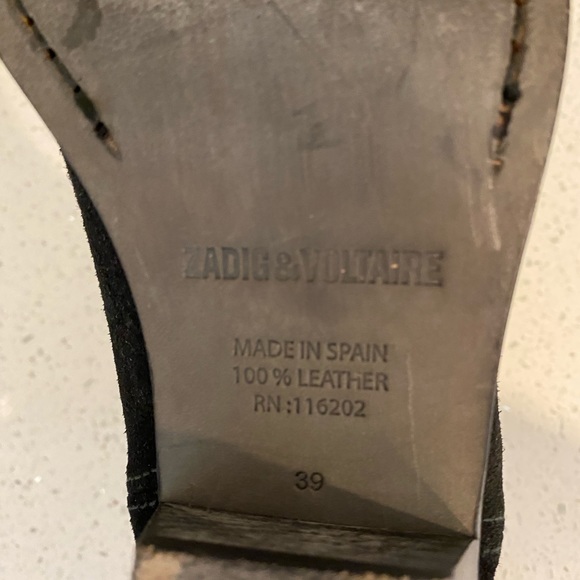 ZADIG&VOLTAIRE
MADE IN SPAIN
100 % LEATHER
RN :116202
39